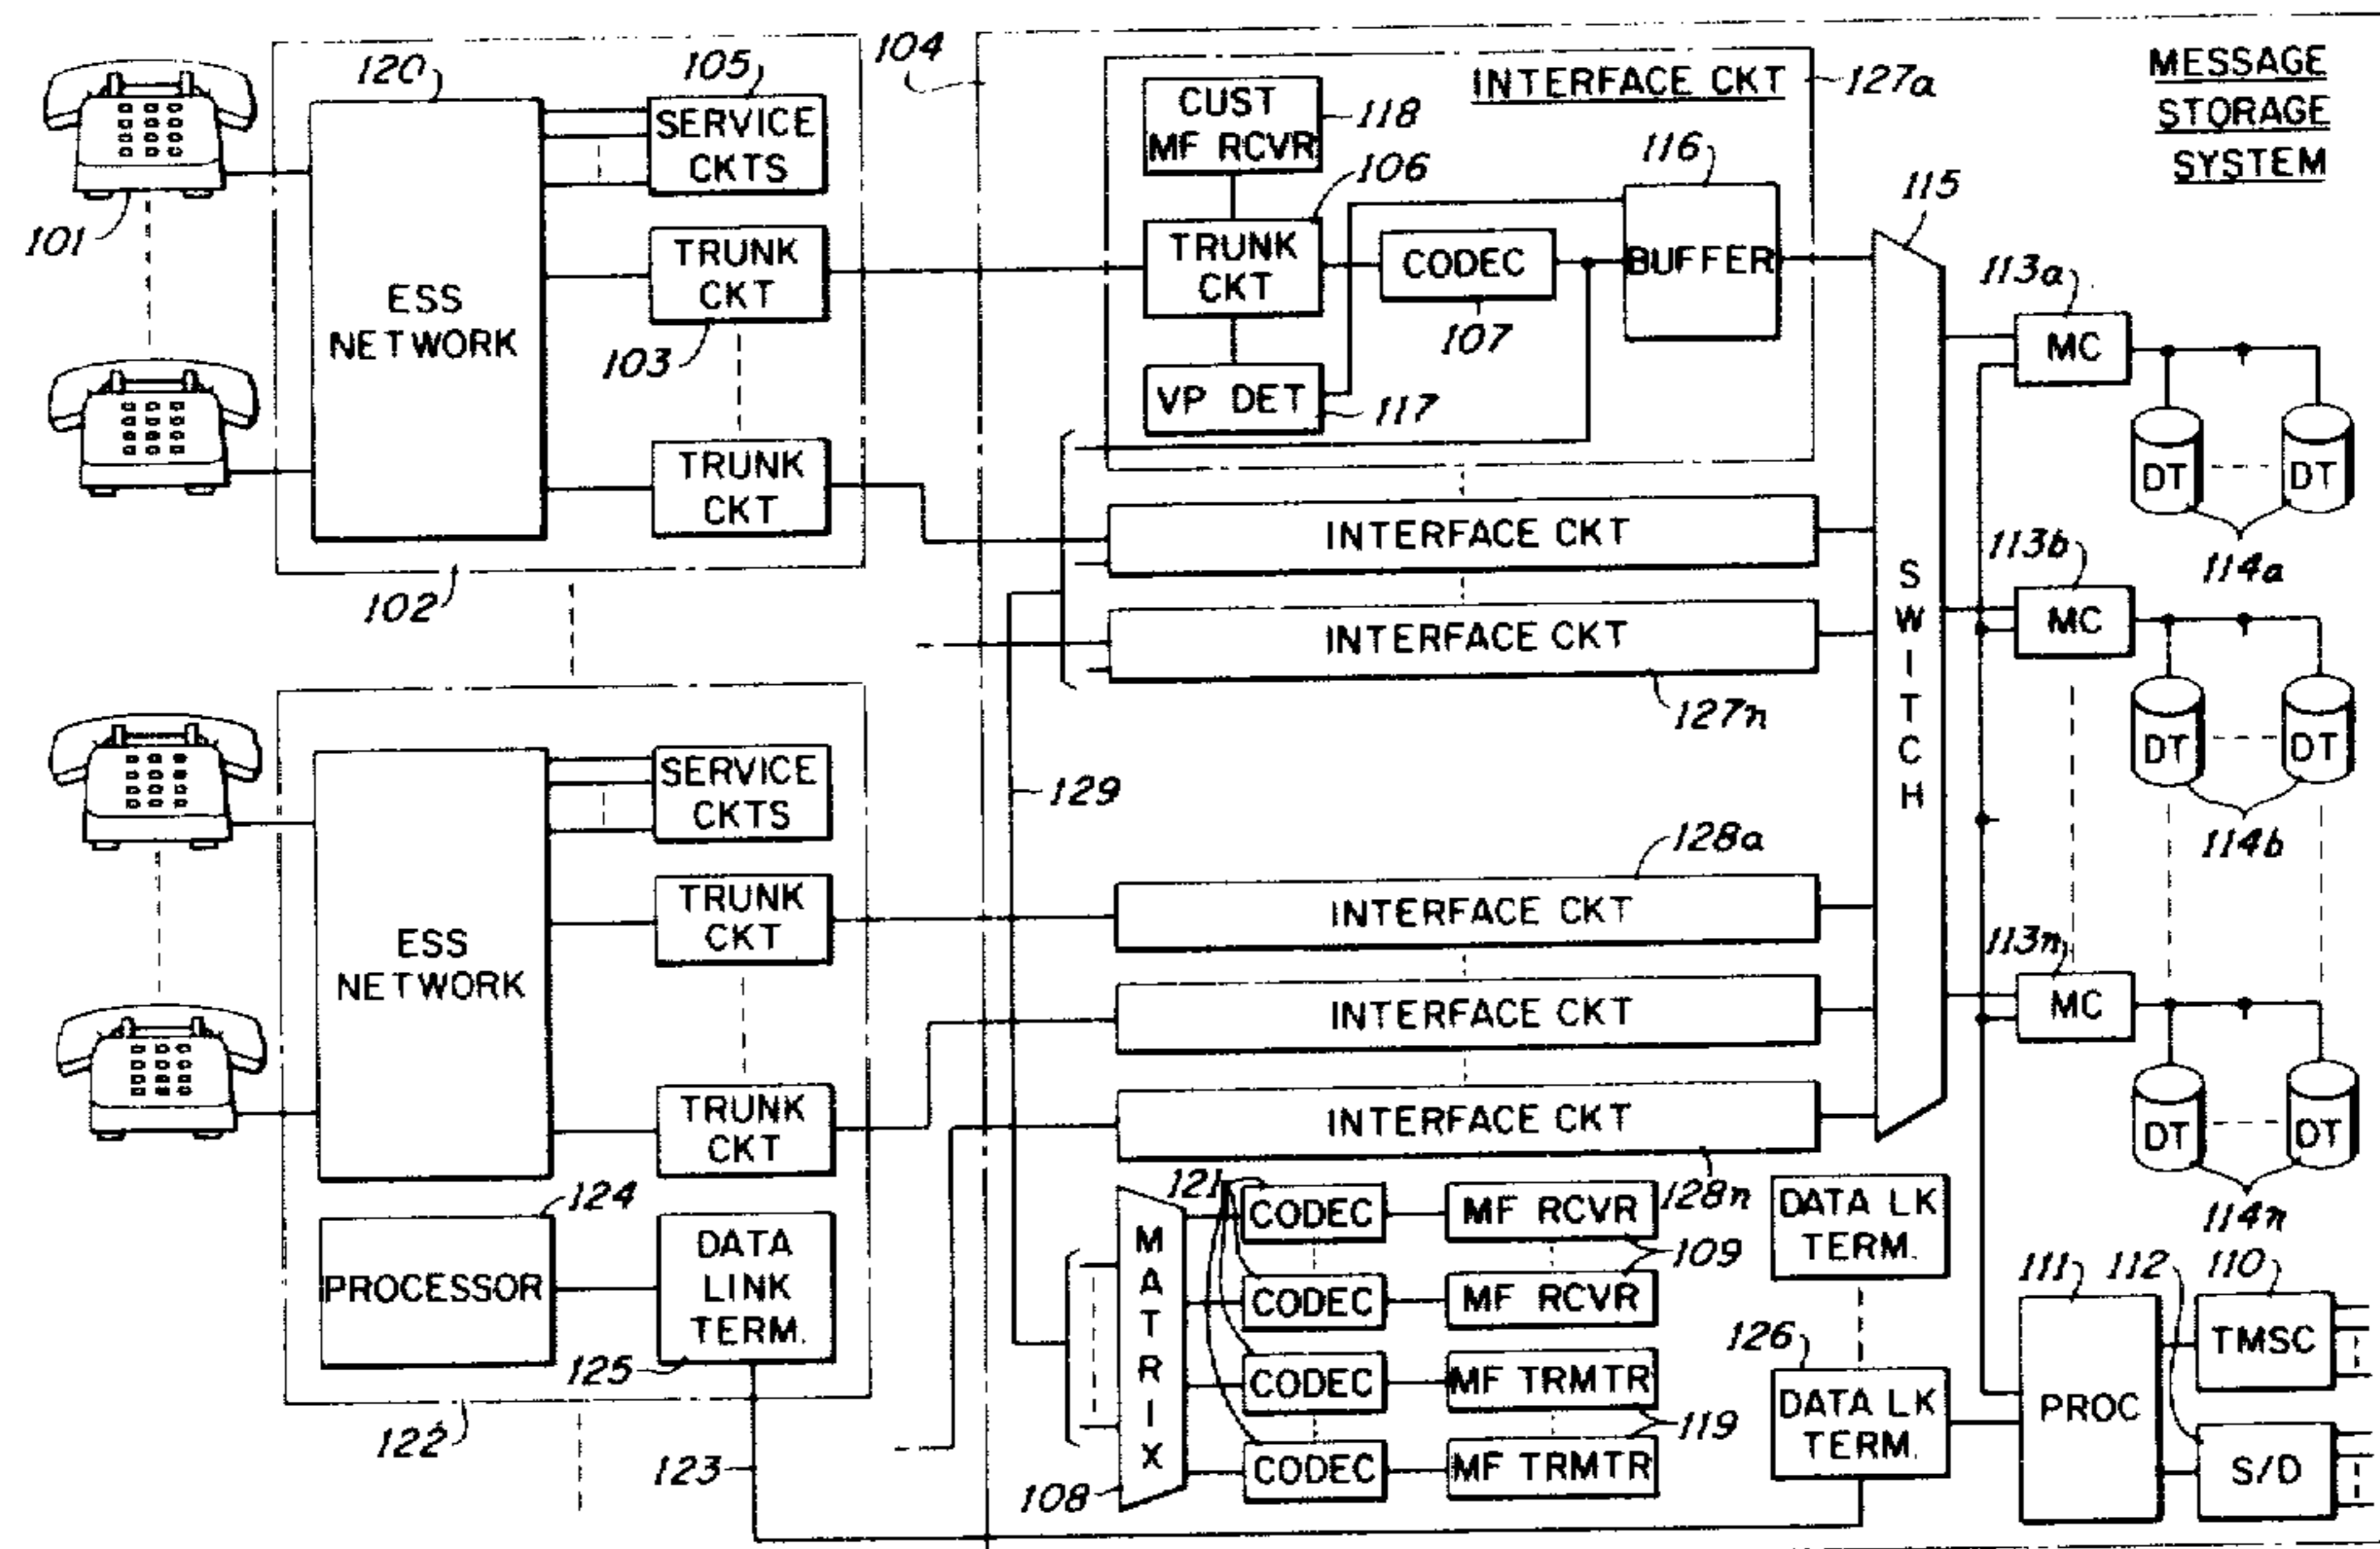 MESSAGE
STORAGE
SYSTEM
101
120
105
SERVICE
CKTS
ESS
NETWORK
TRUNK
CKT
103
TRUNK
CKT
102
104
INTERFACE CKT
127a
CUST
MF RCVR
118
106
TRUNK
CKT
CODEC
107
116
BUFFER
VP DET
117
115
SWITCH
INTERFACE CKT
INTERFACE CKT
127n
129
113a
MC
DT
DT
114a
113b
MC
DT
DT
114b
113n
MC
DT
DT
114n
ESS
NETWORK
SERVICE
CKTS
TRUNK
CKT
TRUNK
CKT
124
PROCESSOR
DATA
LINK
TERM.
125
122
123
128a
INTERFACE CKT
INTERFACE CKT
INTERFACE CKT
128n
MATRIX
108
121
CODEC
MF RCVR
109
CODEC
MF RCVR
CODEC
MF TRMTR
119
CODEC
MF TRMTR
DATA LK
TERM.
126
DATA LK
TERM.
111
PROC
112
110
TMSC
S/D